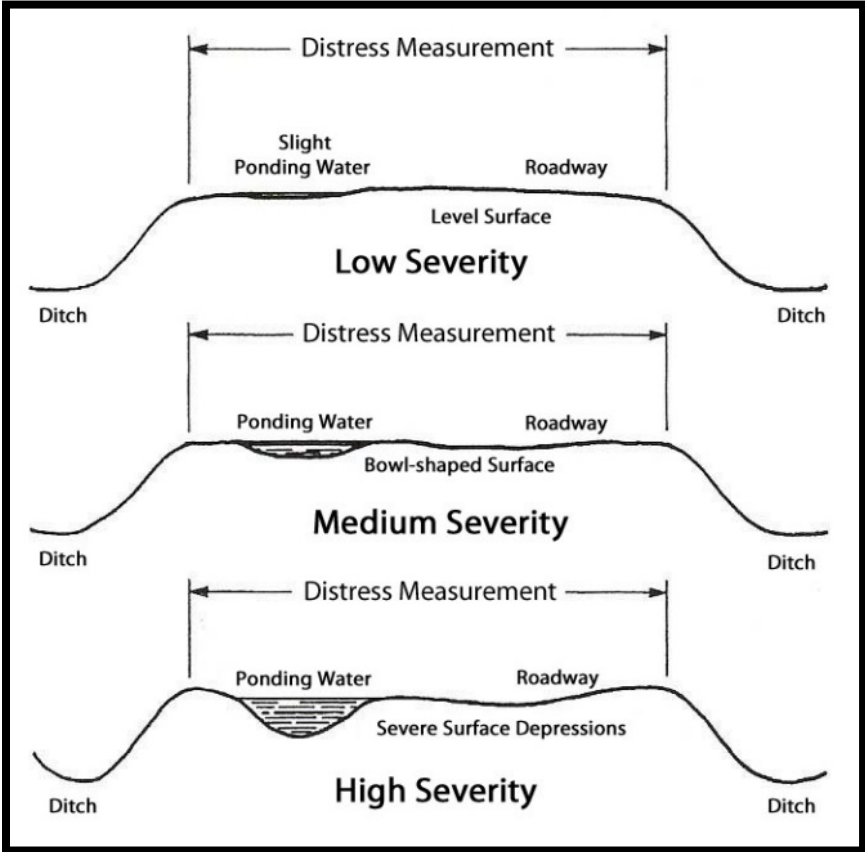 Distress Measurement
Slight
Ponding Water
Roadway
Level Surface
Low Severity
Ditch
Ditch
Distress Measurement
Ponding Water
Roadway
Bowl-shaped Surface
Medium Severity
Ditch
Ditch
Distress Measurement
Ponding Water
Roadway
Severe Surface Depressions
High Severity
Ditch
Ditch